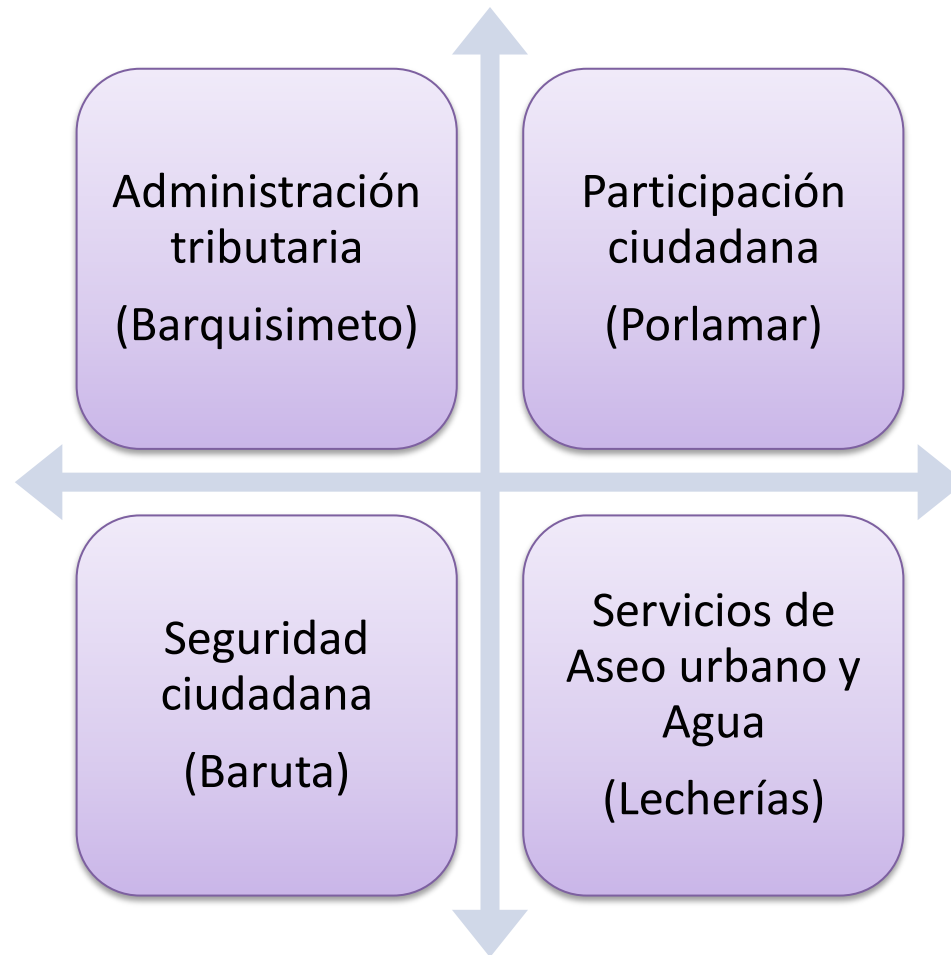 Administración
tributaria
(Barquisimeto)
Participación
ciudadana
(Porlamar)
Seguridad
ciudadana
(Baruta)
Servicios de
Aseo urbano y
Agua
(Lecherías)